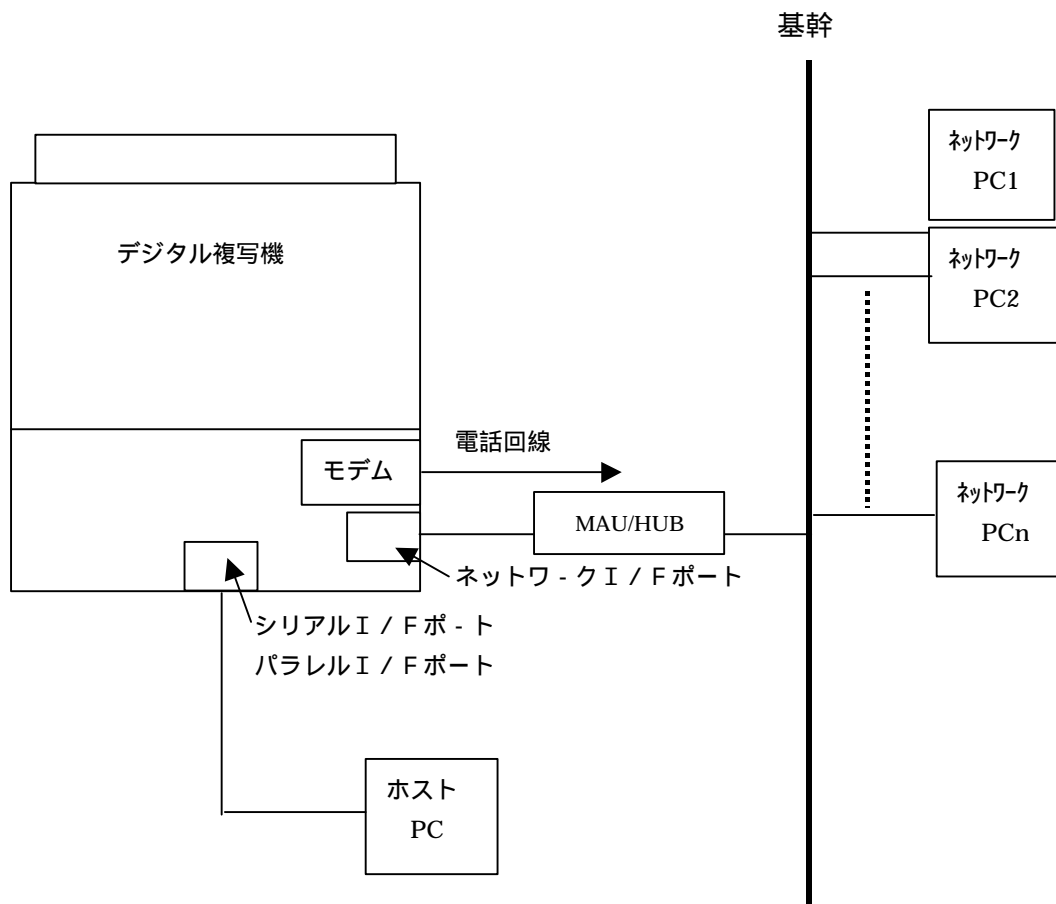 基幹
ﾈｯﾄﾜｰｸ
PC1
デジタル複写機
ﾈｯﾄﾜｰｸ
PC2
電話回線
モデム
ﾈｯﾄﾜｰｸ
PCn
MAU/HUB
ネットワ - クＩ / Ｆポート
シリアルＩ / Ｆポ - ト
パラレルＩ / Ｆポート
ホスト
PC